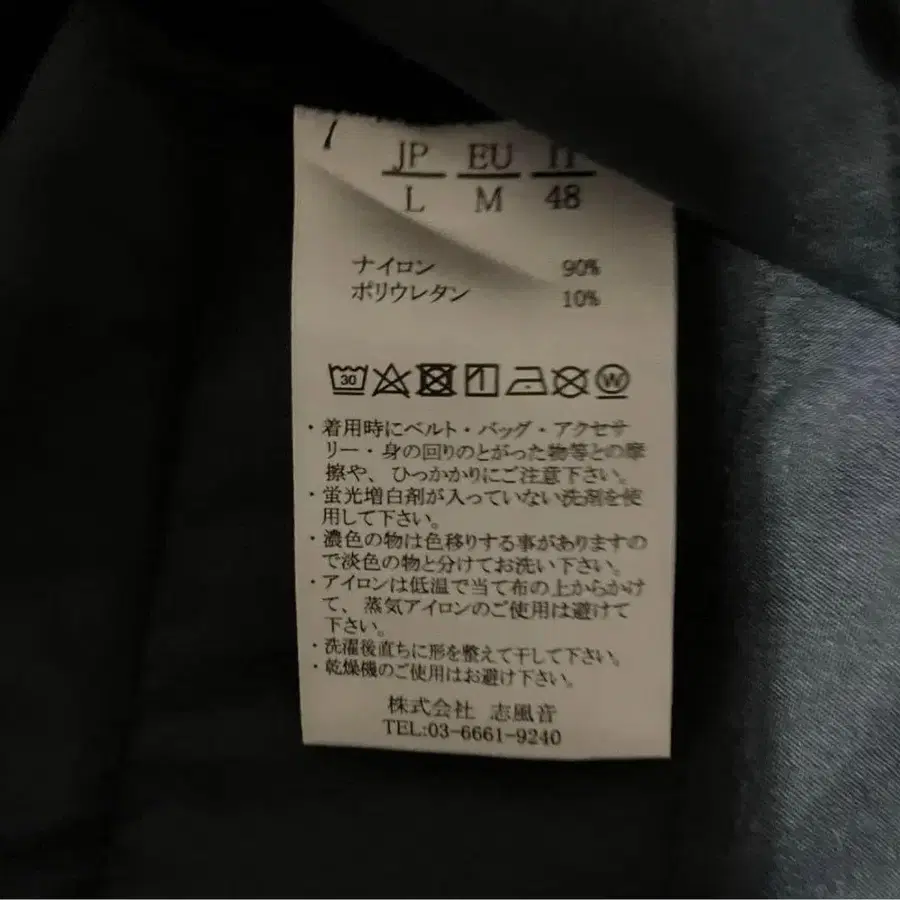 JP EU IT
L M 48
ナイロン 90%
ポリウレタン 10%
30 W
・着用時にベルト・バッグ・アクセサ
リー・身の回りのとがった物等との摩
擦や、ひっかかりにご注意下さい。
・蛍光増白剤が入っていない洗剤を使
用して下さい。
・濃色の物は色移りする事がありますの
で淡色の物と分けてお洗い下さい。
・アイロンは低温で当て布の上からかけ
て、蒸気アイロンのご使用は避けて
下さい。
・洗濯後直ちに形を整えて干して下さい。
・乾燥機のご使用はお避け下さい。
株式会社 志風音
TEL:03-6661-9240